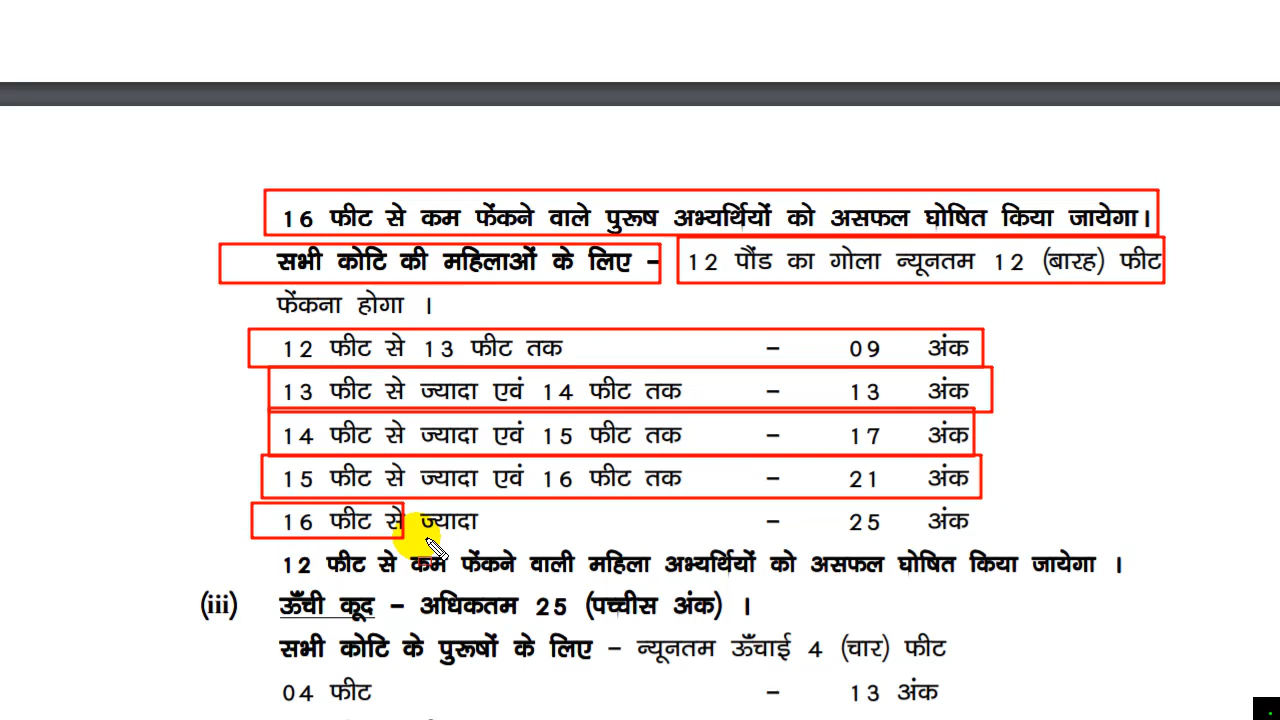 16 फीट से कम फेंकने वाले पुरूष अभ्यर्थियों को असफल घोषित किया जायेगा।
सभी कोटि की महिलाओं के लिए – 12 पौंड का गोला न्यूनतम 12 (बारह) फीट
फेंकना होगा ।
12 फीट से 13 फीट तक – 09 अंक
13 फीट से ज्यादा एवं 14 फीट तक – 13 अंक
14 फीट से ज्यादा एवं 15 फीट तक – 17 अंक
15 फीट से ज्यादा एवं 16 फीट तक – 21 अंक
16 फीट से ज्यादा – 25 अंक
12 फीट से कम फेंकने वाली महिला अभ्यर्थियों को असफल घोषित किया जायेगा ।
(iii) ऊँची कूद – अधिकतम 25 (पच्चीस अंक) ।
सभी कोटि के पुरूषों के लिए – न्यूनतम ऊँचाई 4 (चार) फीट
04 फीट – 13 अंक